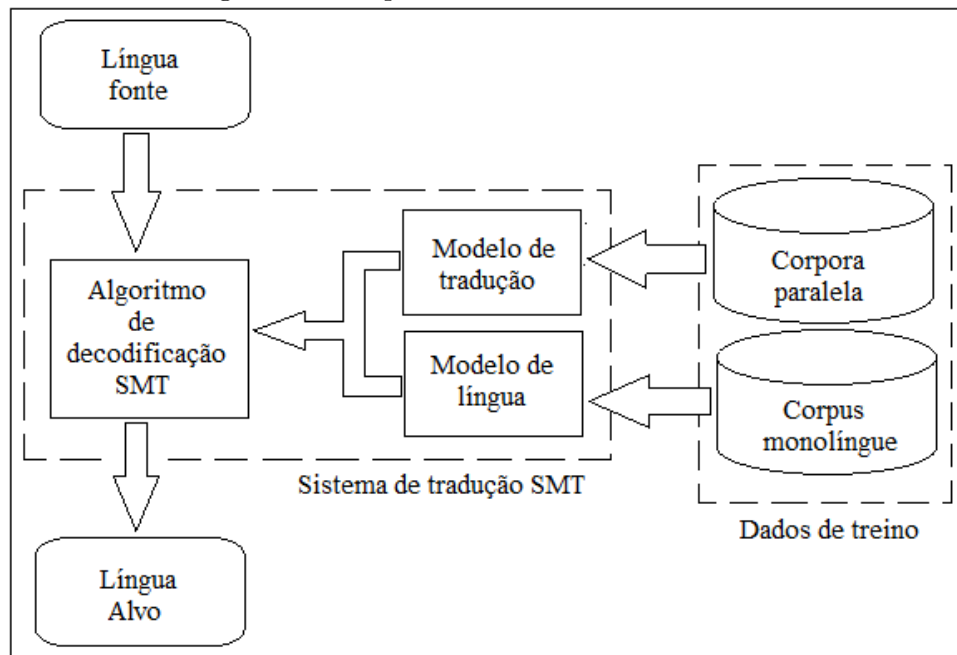 Língua
fonte
Algoritmo
de
decodificação
SMT
Modelo de
tradução
Modelo de
língua
Corpora
paralela
Corpus
monolíngue
Sistema de tradução SMT
Dados de treino
Língua
Alvo